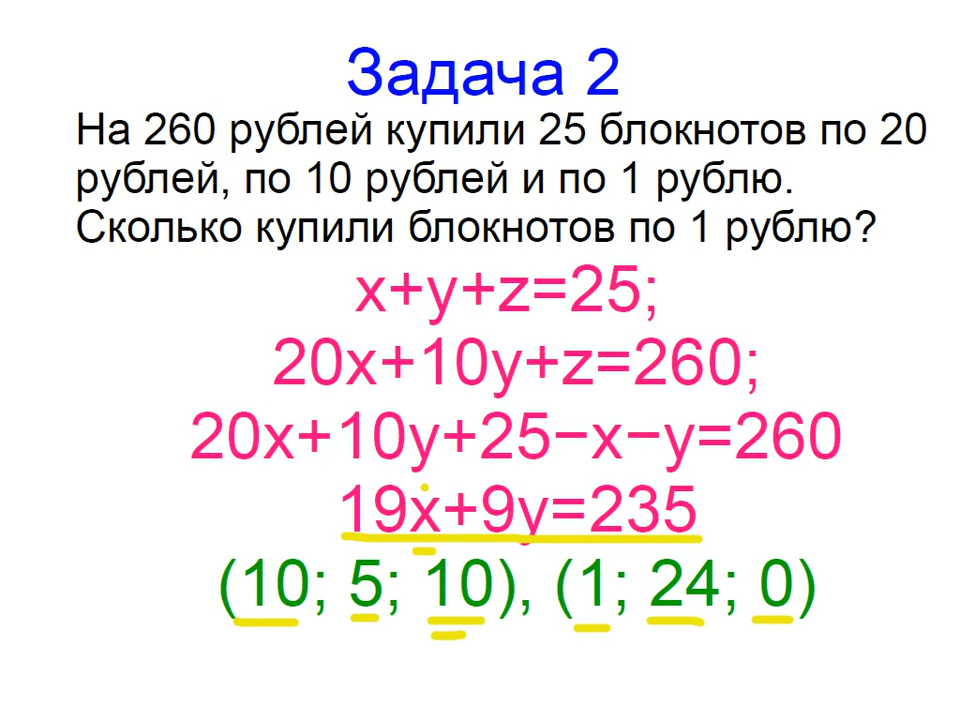 Задача 2
На 260 рублей купили 25 блокнотов по 20
рублей, по 10 рублей и по 1 рублю.
Сколько купили блокнотов по 1 рублю?
x+y+z=25;
20x+10y+z=260;
20x+10y+25−x−y=260
19x+9y=235
(10; 5; 10), (1; 24; 0)